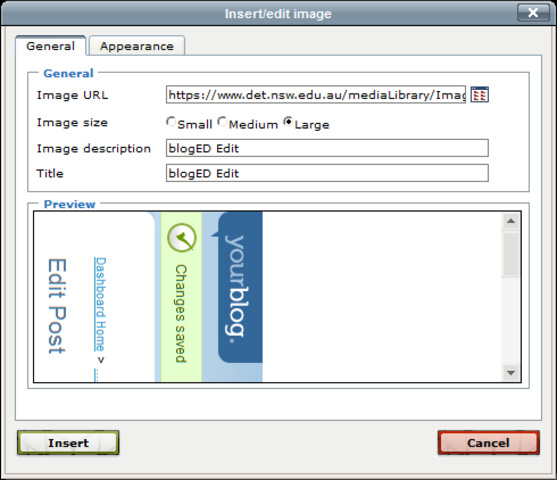 Insert/edit image
General
Appearance
General
Image URL
https://www.det.nsw.edu.au/mediaLibrary/Imag
Image size
Small Medium Large
Image description
blogED Edit
Title
blogED Edit
Preview
yourblog.
Changes saved
Dashboard Home > ...
Edit Post
Insert
Cancel